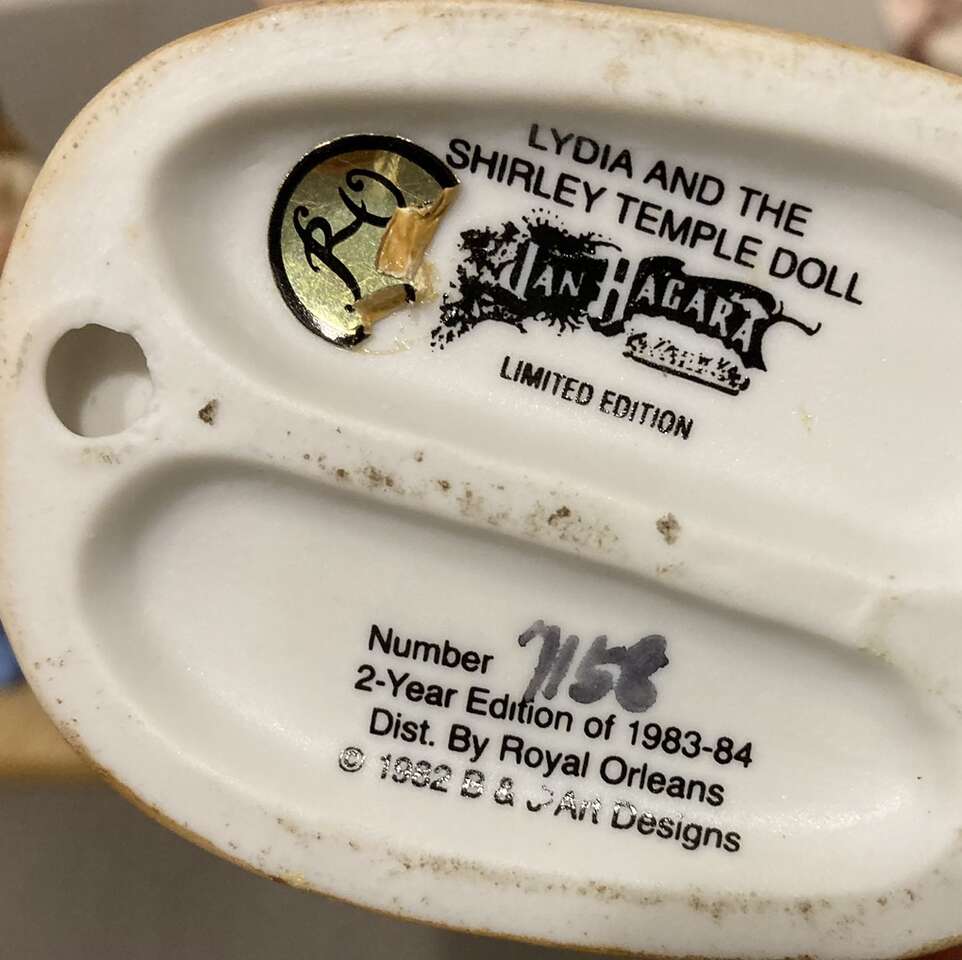 RO
LYDIA AND THE
SHIRLEY TEMPLE DOLL
JAN HAGARA
LIMITED EDITION
Number 7158
2-Year Edition of 1983-84
Dist. By Royal Orleans
© 1982 B & J Art Designs